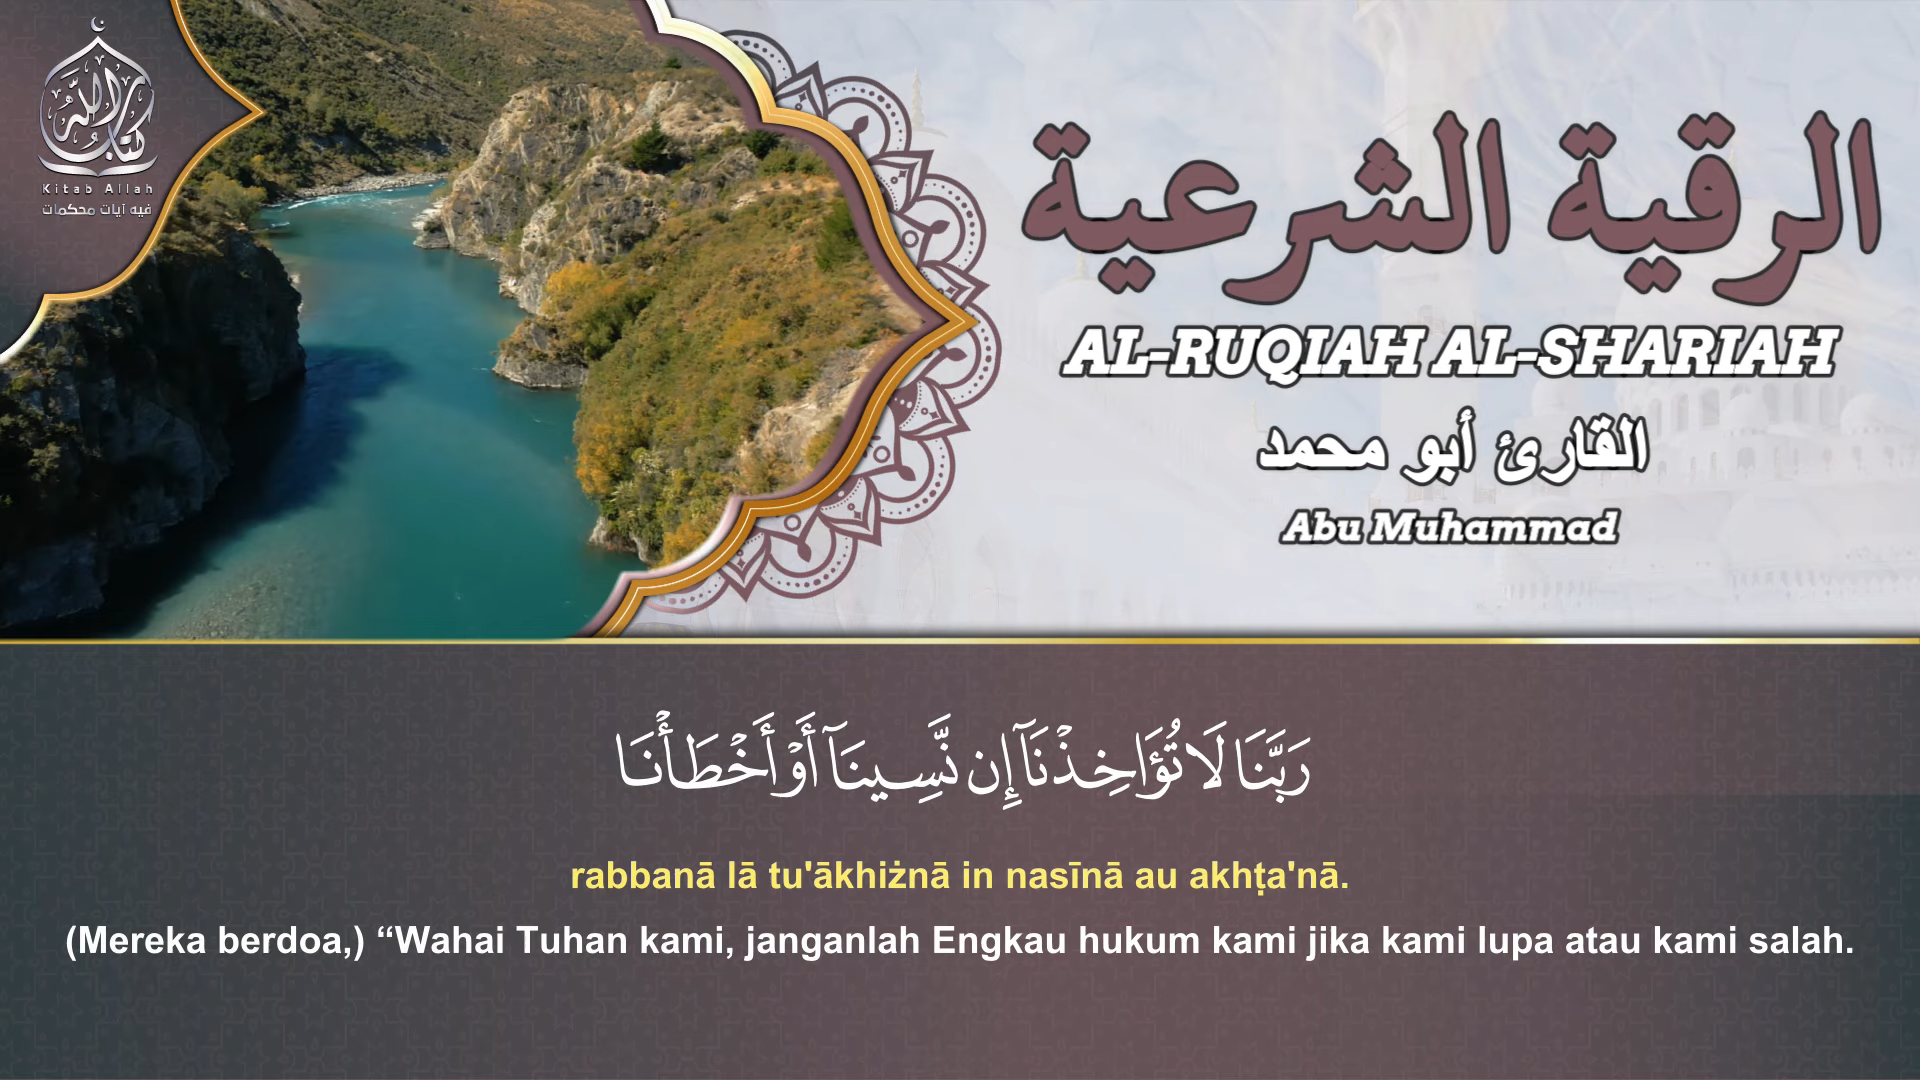 كتاب الله
Kitab Allah
فيه آيات محكمات
الرقية الشرعية
AL-RUQIAH AL-SHARIAH
القارئ أبو محمد
Abu Muhammad
رَبَّنَا لَا تُؤَاخِذْنَآ إِن نَّسِينَآ أَوْ أَخْطَأْنَا
rabbanā lā tu'ākhiżnā in nasīnā au akhṭa'nā.
(Mereka berdoa,) “Wahai Tuhan kami, janganlah Engkau hukum kami jika kami lupa atau kami salah.